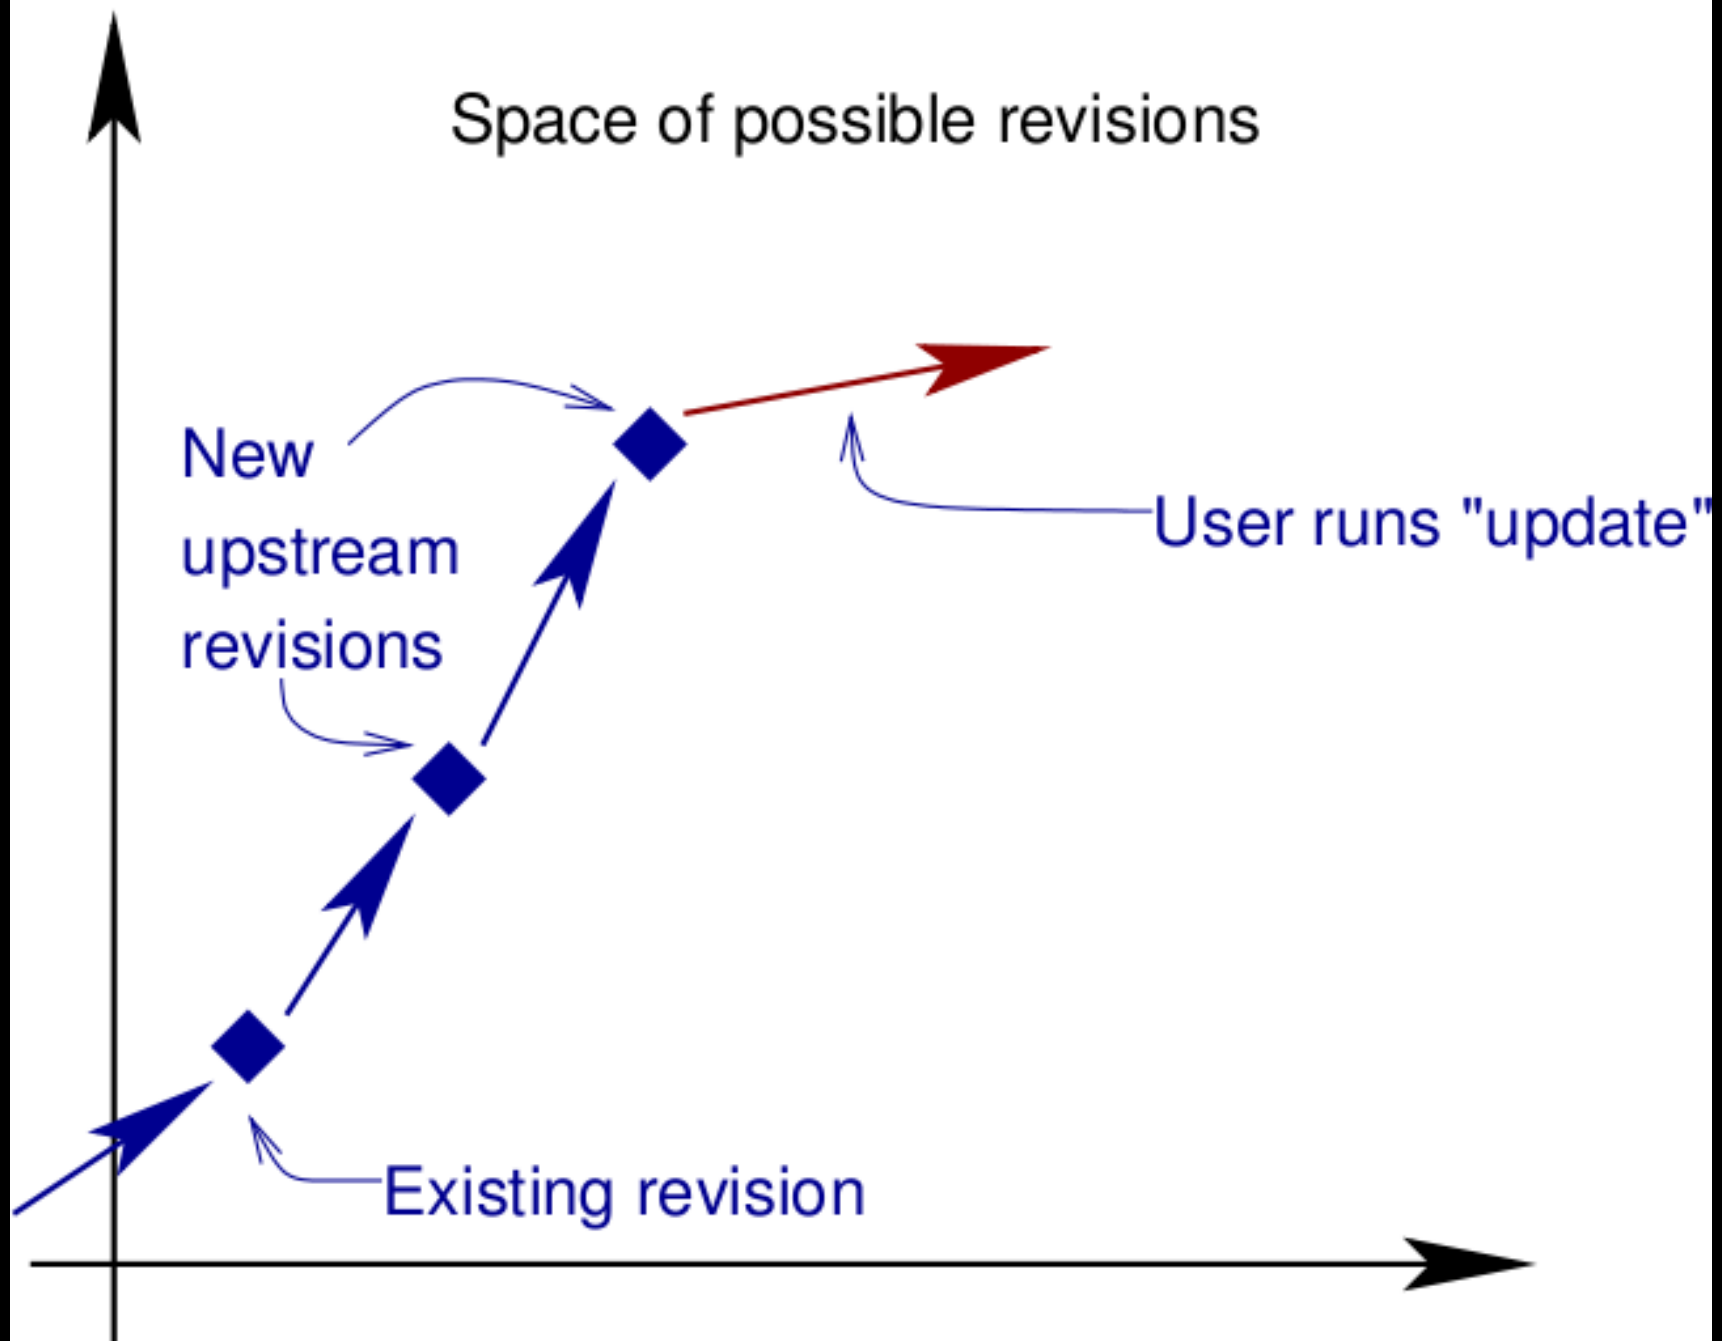 Space of possible revisions
New
upstream
revisions
User runs "update"
Existing revision